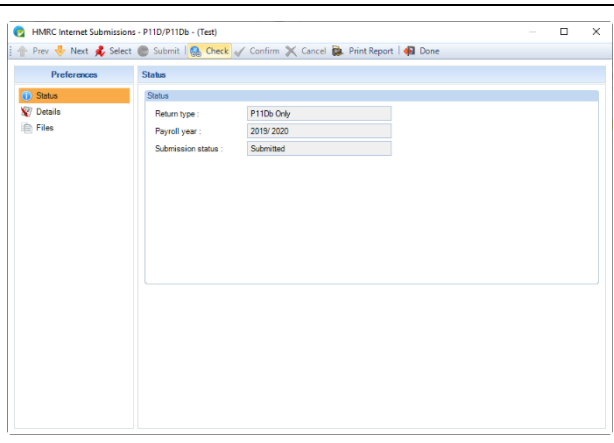 HMRC Internet Submissions - P11D/P11Db - (Test)
Prev Next Select Submit Check Confirm Cancel Print Report Done
Preferences
Status
Details
Files
Status
Status
Return type : P11Db Only
Payroll year : 2019/ 2020
Submission status : Submitted